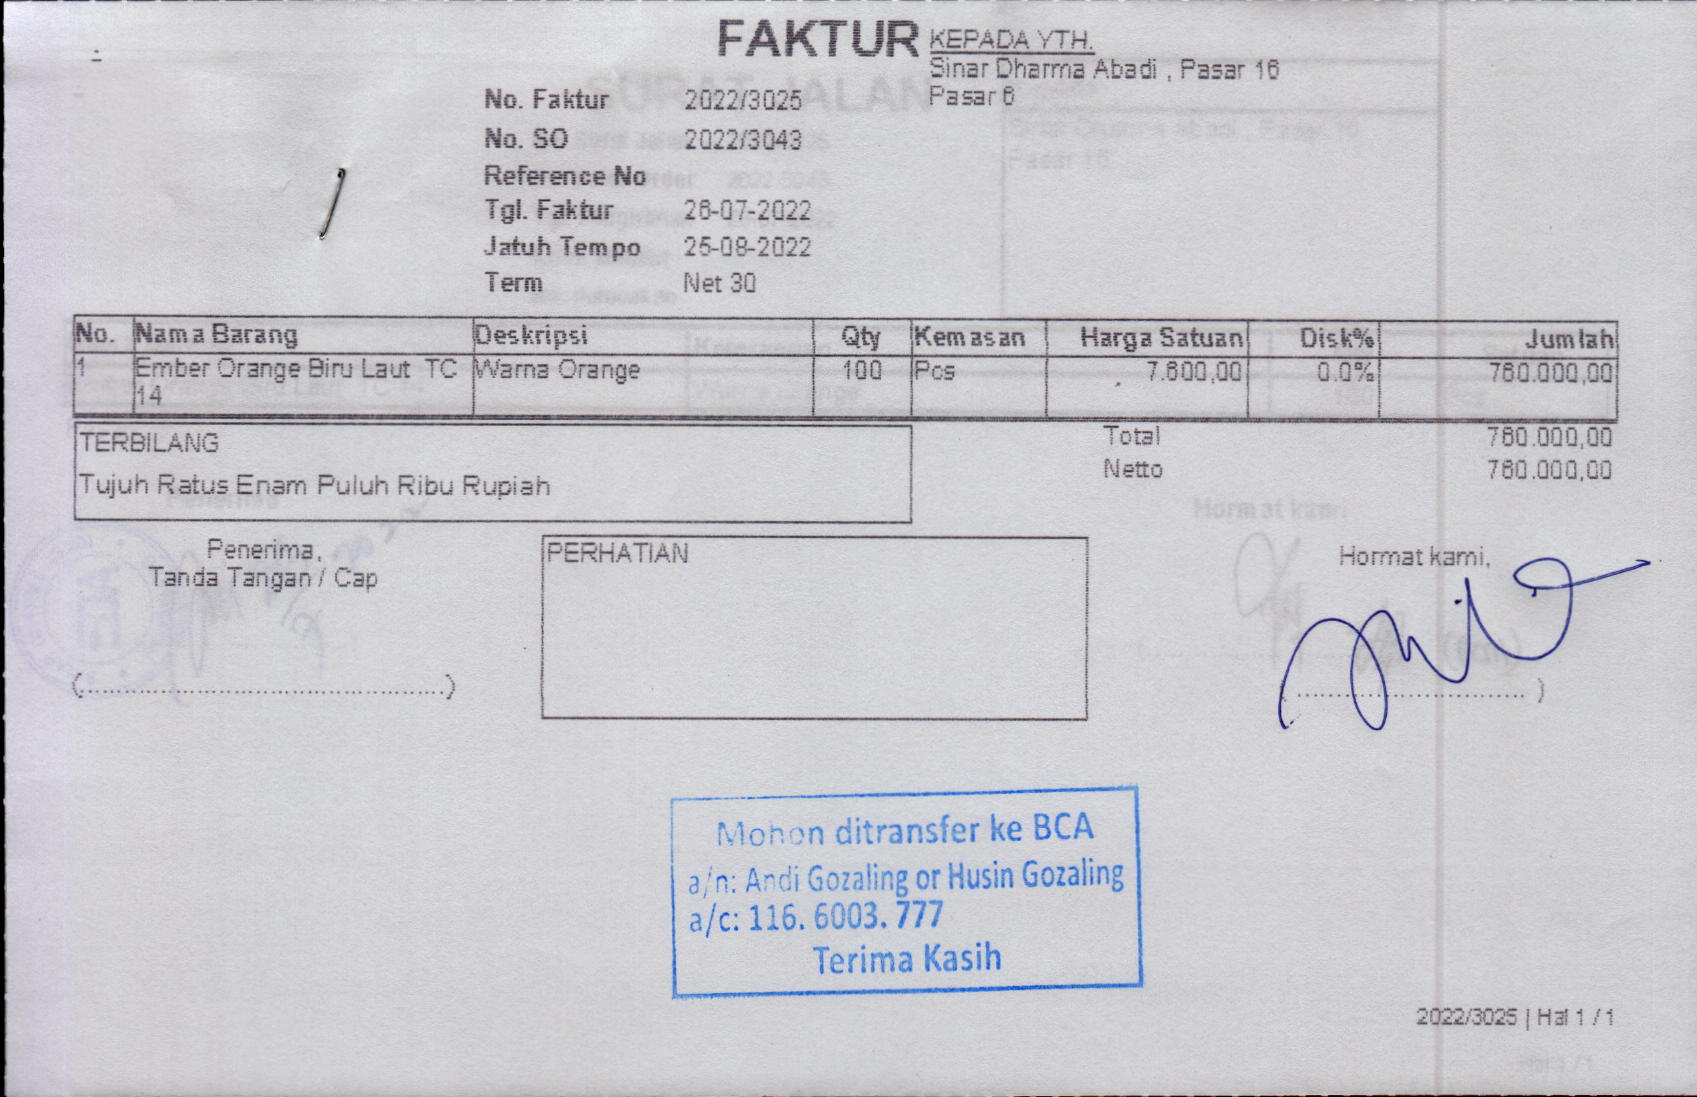 FAKTUR
KEPADA YTH.
Sinar Dharma Abadi , Pasar 16
Pasar 6
No. Faktur 2022/3025
No. SO 2022/3043
Reference No
Tgl. Faktur 26-07-2022
Jatuh Tempo 25-08-2022
Term Net 30
No. Nama Barang Deskripsi Qty Kemasan Harga Satuan Disk% Jumlah
1 Ember Orange Biru Laut TC Warna Orange 100 Pcs 7.600,00 0.0% 760.000,00
14
TERBILANG
Tujuh Ratus Enam Puluh Ribu Rupiah
Total 760.000,00
Netto 760.000,00
Penerima,
Tanda Tangan / Cap
(..............................................)
PERHATIAN
Hormat kami,
(..............................)
Mohon ditransfer ke BCA
a/n: Andi Gozaling or Husin Gozaling
a/c: 116. 6003. 777
Terima Kasih
2022/3025 | Hal 1 / 1